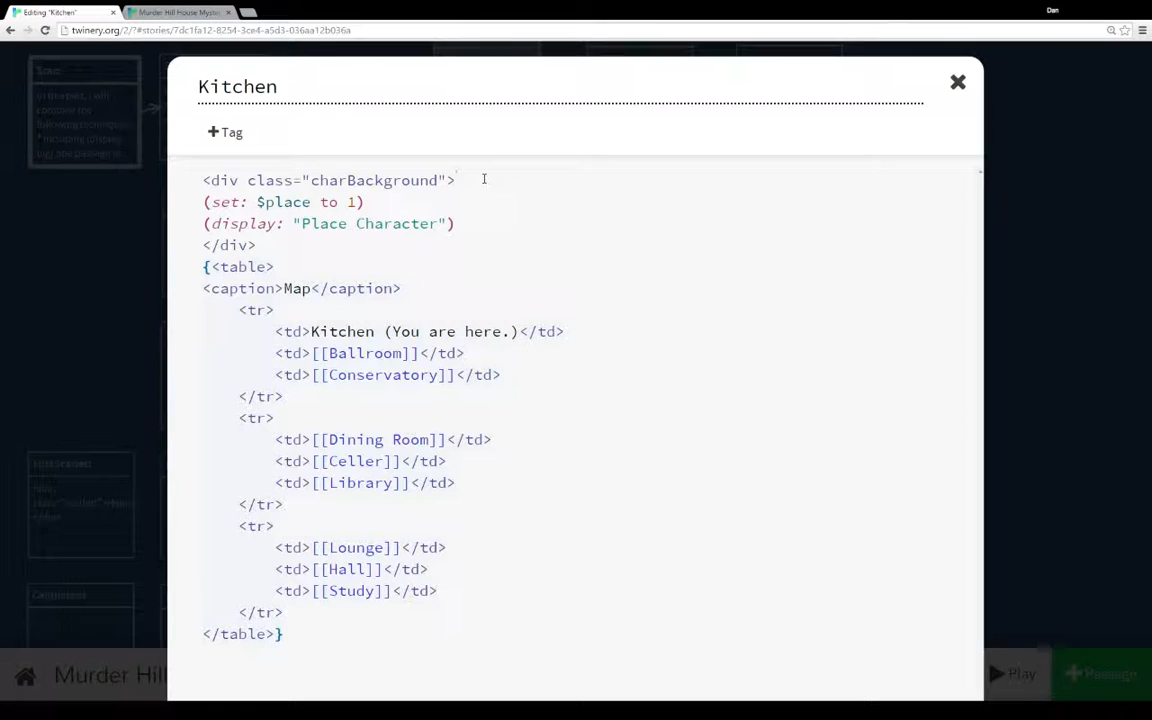 Editing "Kitchen"
Murder Hill House Myste
Dan
twinery.org/2/?#stories/7dc1fa12-8254-3ce4-a5d3-036aa12b036a
Kitchen
+ Tag
<div class="charBackground">
(set: $place to 1)
(display: "Place Character")
</div>
{<table>
<caption>Map</caption>
<tr>
<td>Kitchen (You are here.)</td>
<td>[[Ballroom]]</td>
<td>[[Conservatory]]</td>
</tr>
<tr>
<td>[[Dining Room]]</td>
<td>[[Celler]]</td>
<td>[[Library]]</td>
</tr>
<tr>
<td>[[Lounge]]</td>
<td>[[Hall]]</td>
<td>[[Study]]</td>
</tr>
</table>}
Murder Hill
Play
+Passage